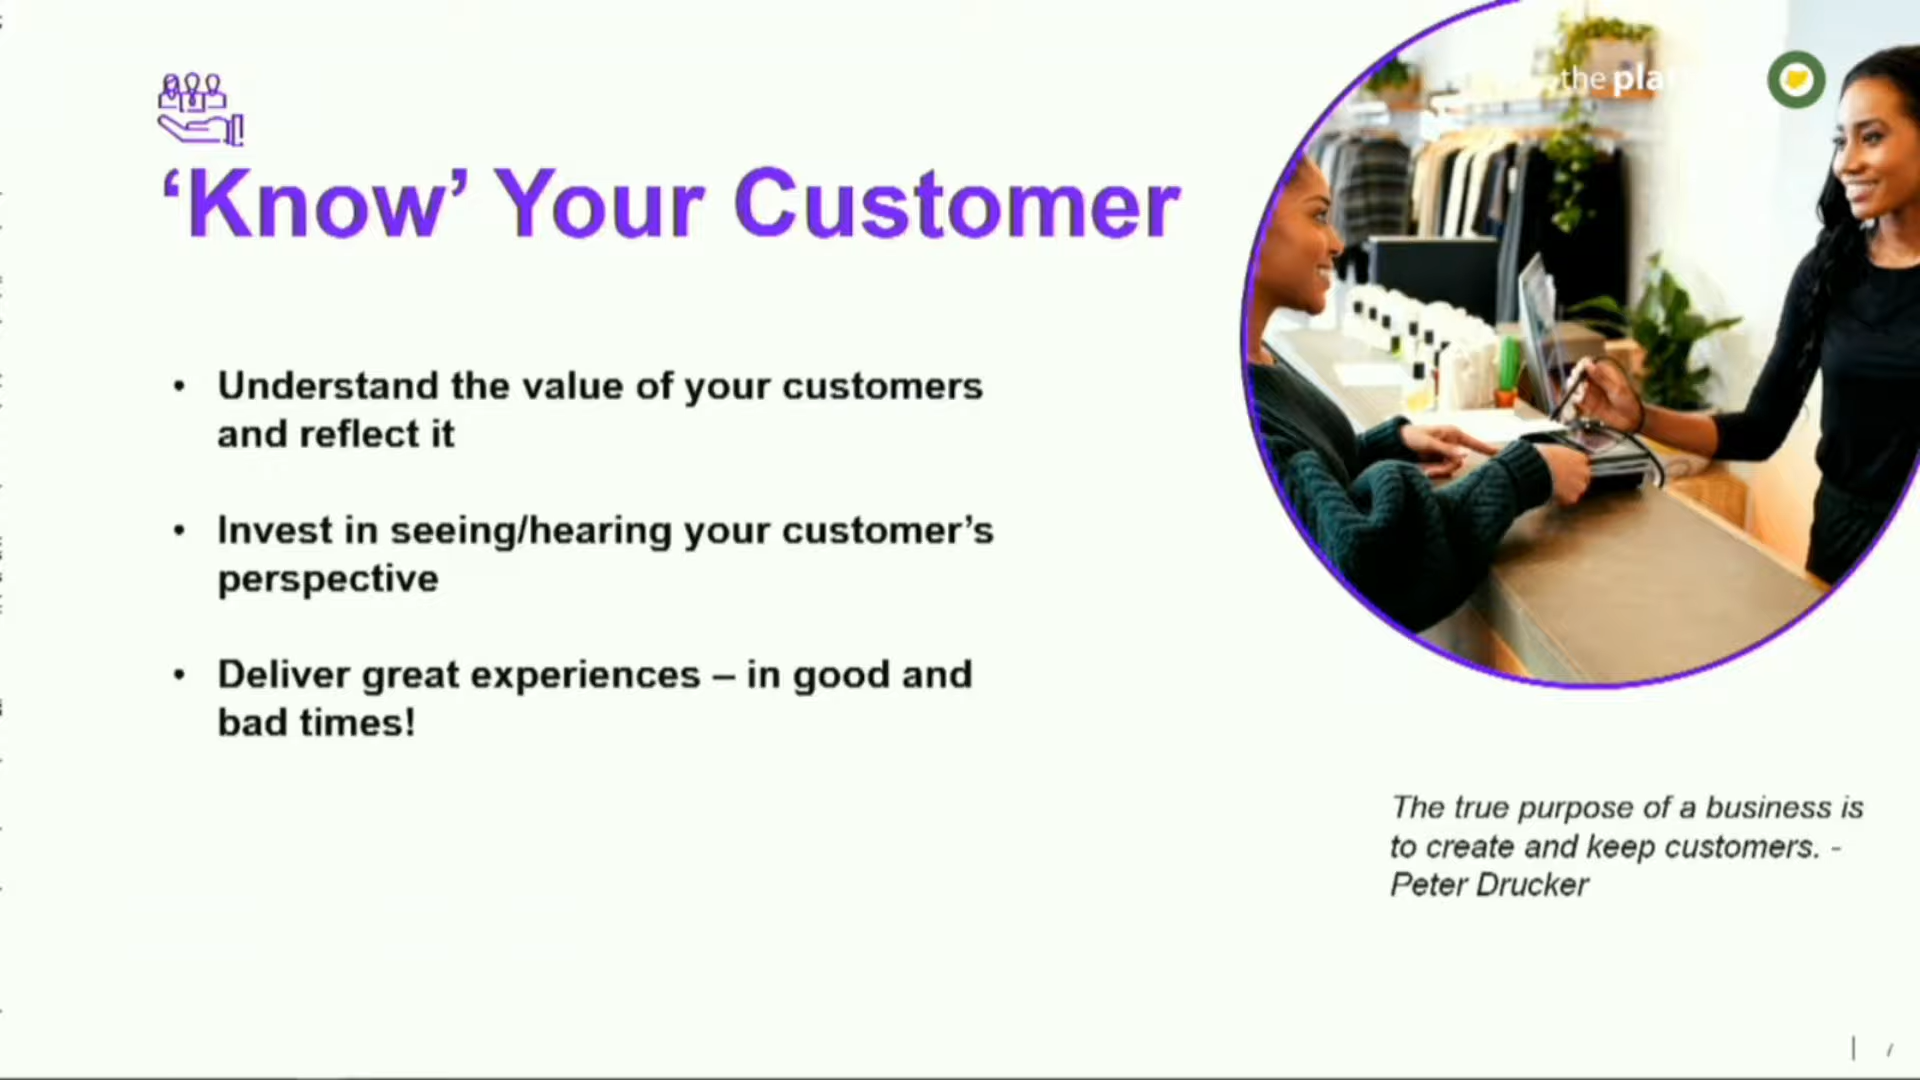 the
‘Know’ Your Customer
• Understand the value of your customers
and reflect it
• Invest in seeing/hearing your customer’s
perspective
• Deliver great experiences – in good and
bad times!
The true purpose of a business is
to create and keep customers. -
Peter Drucker